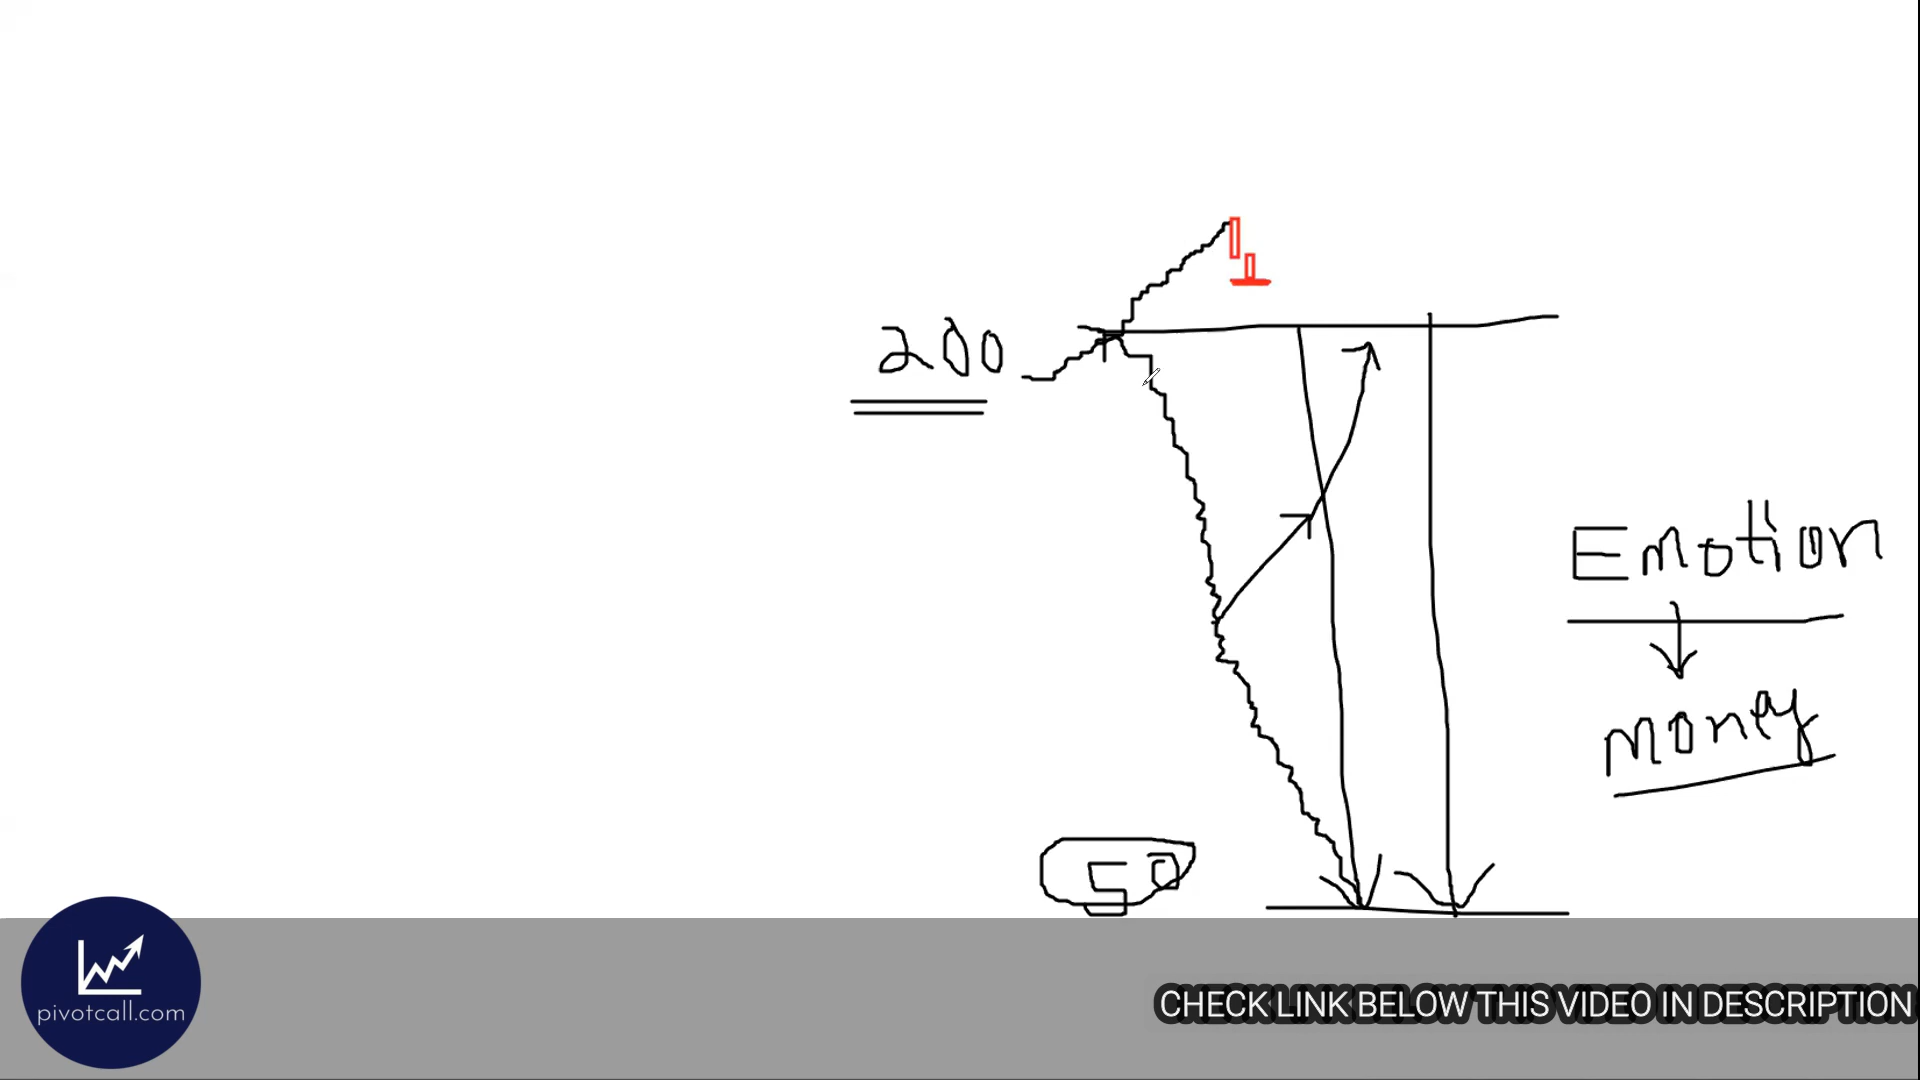 200
Emotion
money
50
pivotcall.com
CHECK LINK BELOW THIS VIDEO IN DESCRIPTION